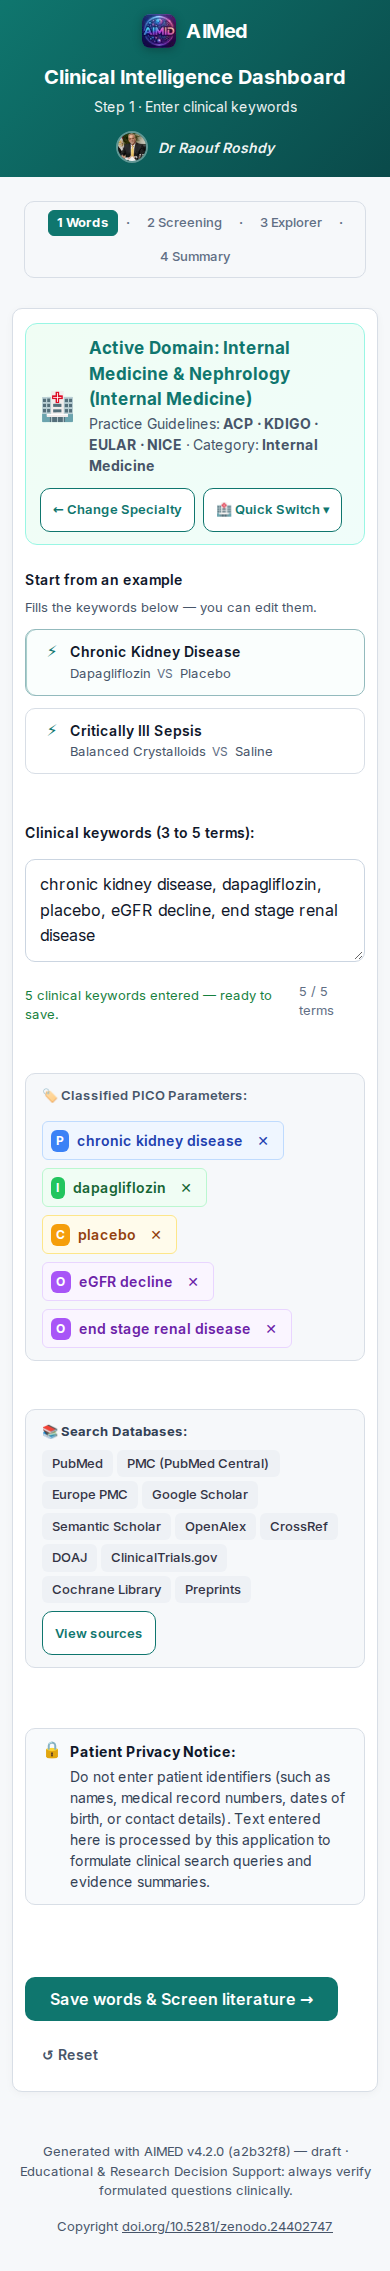 AIMID
AIMed
Clinical Intelligence Dashboard
Step 1 · Enter clinical keywords
Dr Raouf Roshdy
1 Words · 2 Screening · 3 Explorer ·
4 Summary
Active Domain: Internal
Medicine & Nephrology
(Internal Medicine)
Practice Guidelines: ACP · KDIGO ·
EULAR · NICE · Category: Internal
Medicine
← Change Specialty
Quick Switch ▾
Start from an example
Fills the keywords below — you can edit them.
Chronic Kidney Disease
Dapagliflozin VS Placebo
Critically Ill Sepsis
Balanced Crystalloids VS Saline
Clinical keywords (3 to 5 terms):
chronic kidney disease, dapagliflozin,
placebo, eGFR decline, end stage renal
disease
5 clinical keywords entered — ready to
save.
5 / 5
terms
Classified PICO Parameters:
P chronic kidney disease ✕
I dapagliflozin ✕
C placebo ✕
O eGFR decline ✕
O end stage renal disease ✕
Search Databases:
PubMed PMC (PubMed Central)
Europe PMC Google Scholar
Semantic Scholar OpenAlex CrossRef
DOAJ ClinicalTrials.gov
Cochrane Library Preprints
View sources
Patient Privacy Notice:
Do not enter patient identifiers (such as
names, medical record numbers, dates of
birth, or contact details). Text entered
here is processed by this application to
formulate clinical search queries and
evidence summaries.
Save words & Screen literature →
↺ Reset
Generated with AIMED v4.2.0 (a2b32f8) — draft ·
Educational & Research Decision Support: always verify
formulated questions clinically.
Copyright doi.org/10.5281/zenodo.24402747